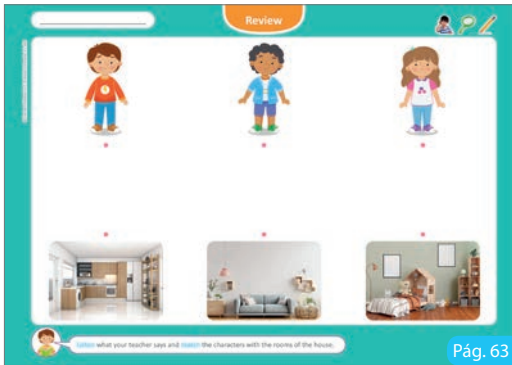 Review
Listen what your teacher says and match the characters with the rooms of the house.
Pág. 63